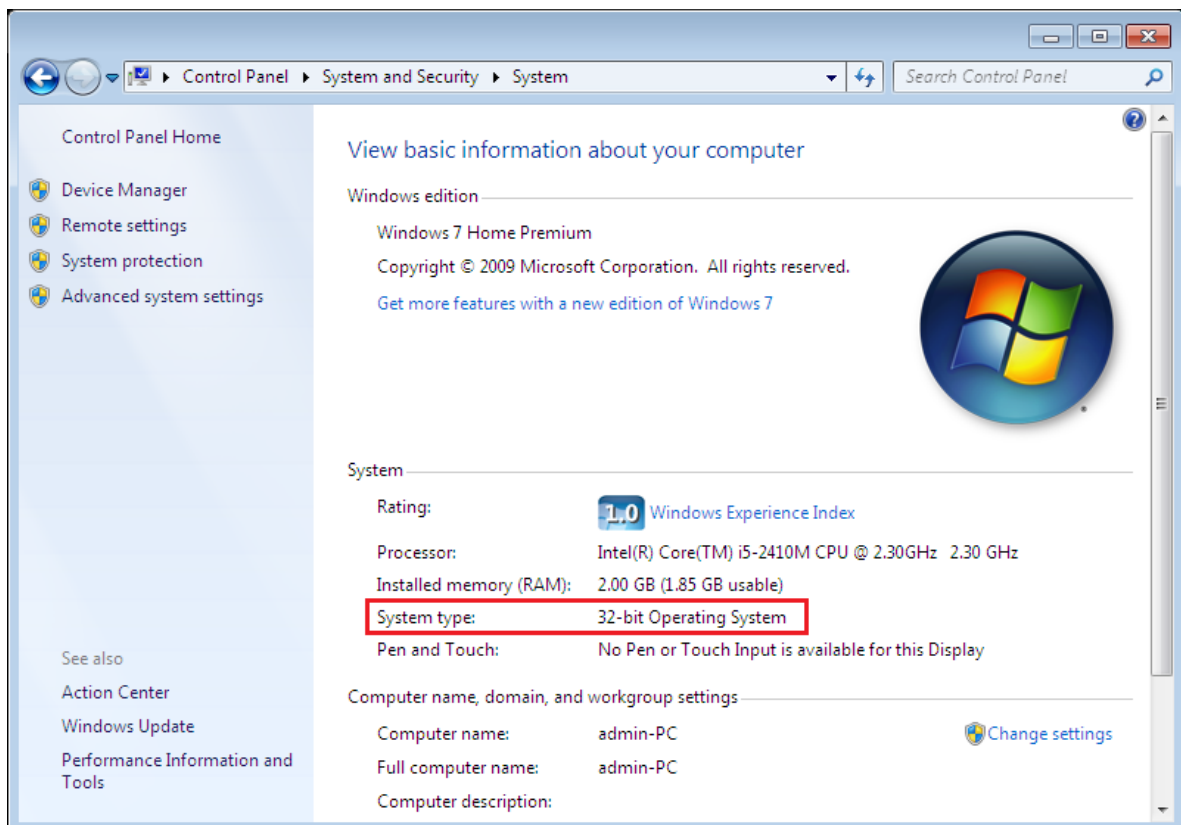 Control Panel
System and Security
System
Search Control Panel
Control Panel Home
Device Manager
Remote settings
System protection
Advanced system settings
See also
Action Center
Windows Update
Performance Information and
Tools
View basic information about your computer
Windows edition
Windows 7 Home Premium
Copyright © 2009 Microsoft Corporation. All rights reserved.
Get more features with a new edition of Windows 7
System
Rating: 1,0 Windows Experience Index
Processor: Intel(R) Core(TM) i5-2410M CPU @ 2.30GHz 2.30 GHz
Installed memory (RAM): 2.00 GB (1.85 GB usable)
System type: 32-bit Operating System
Pen and Touch: No Pen or Touch Input is available for this Display
Computer name, domain, and workgroup settings
Computer name: admin-PC Change settings
Full computer name: admin-PC
Computer description: